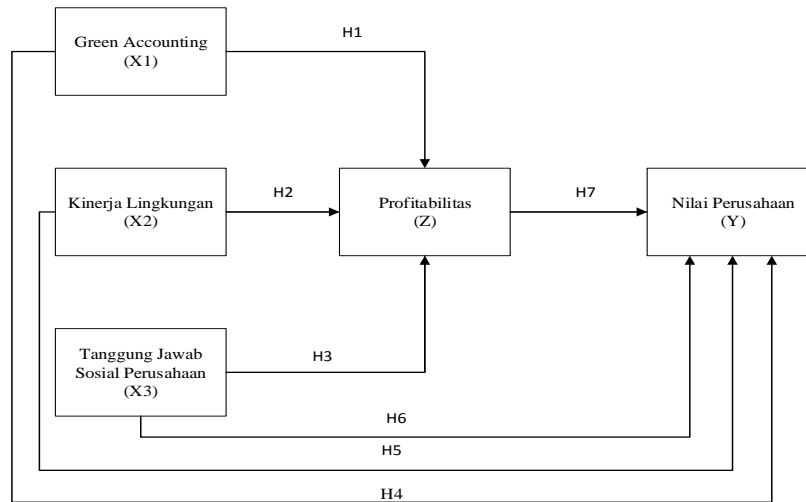 Green Accounting
(X1)
H1
Kinerja Lingkungan
(X2)
H2
Profitabilitas
(Z)
H7
Nilai Perusahaan
(Y)
Tanggung Jawab
Sosial Perusahaan
(X3)
H3
H6
H5
H4